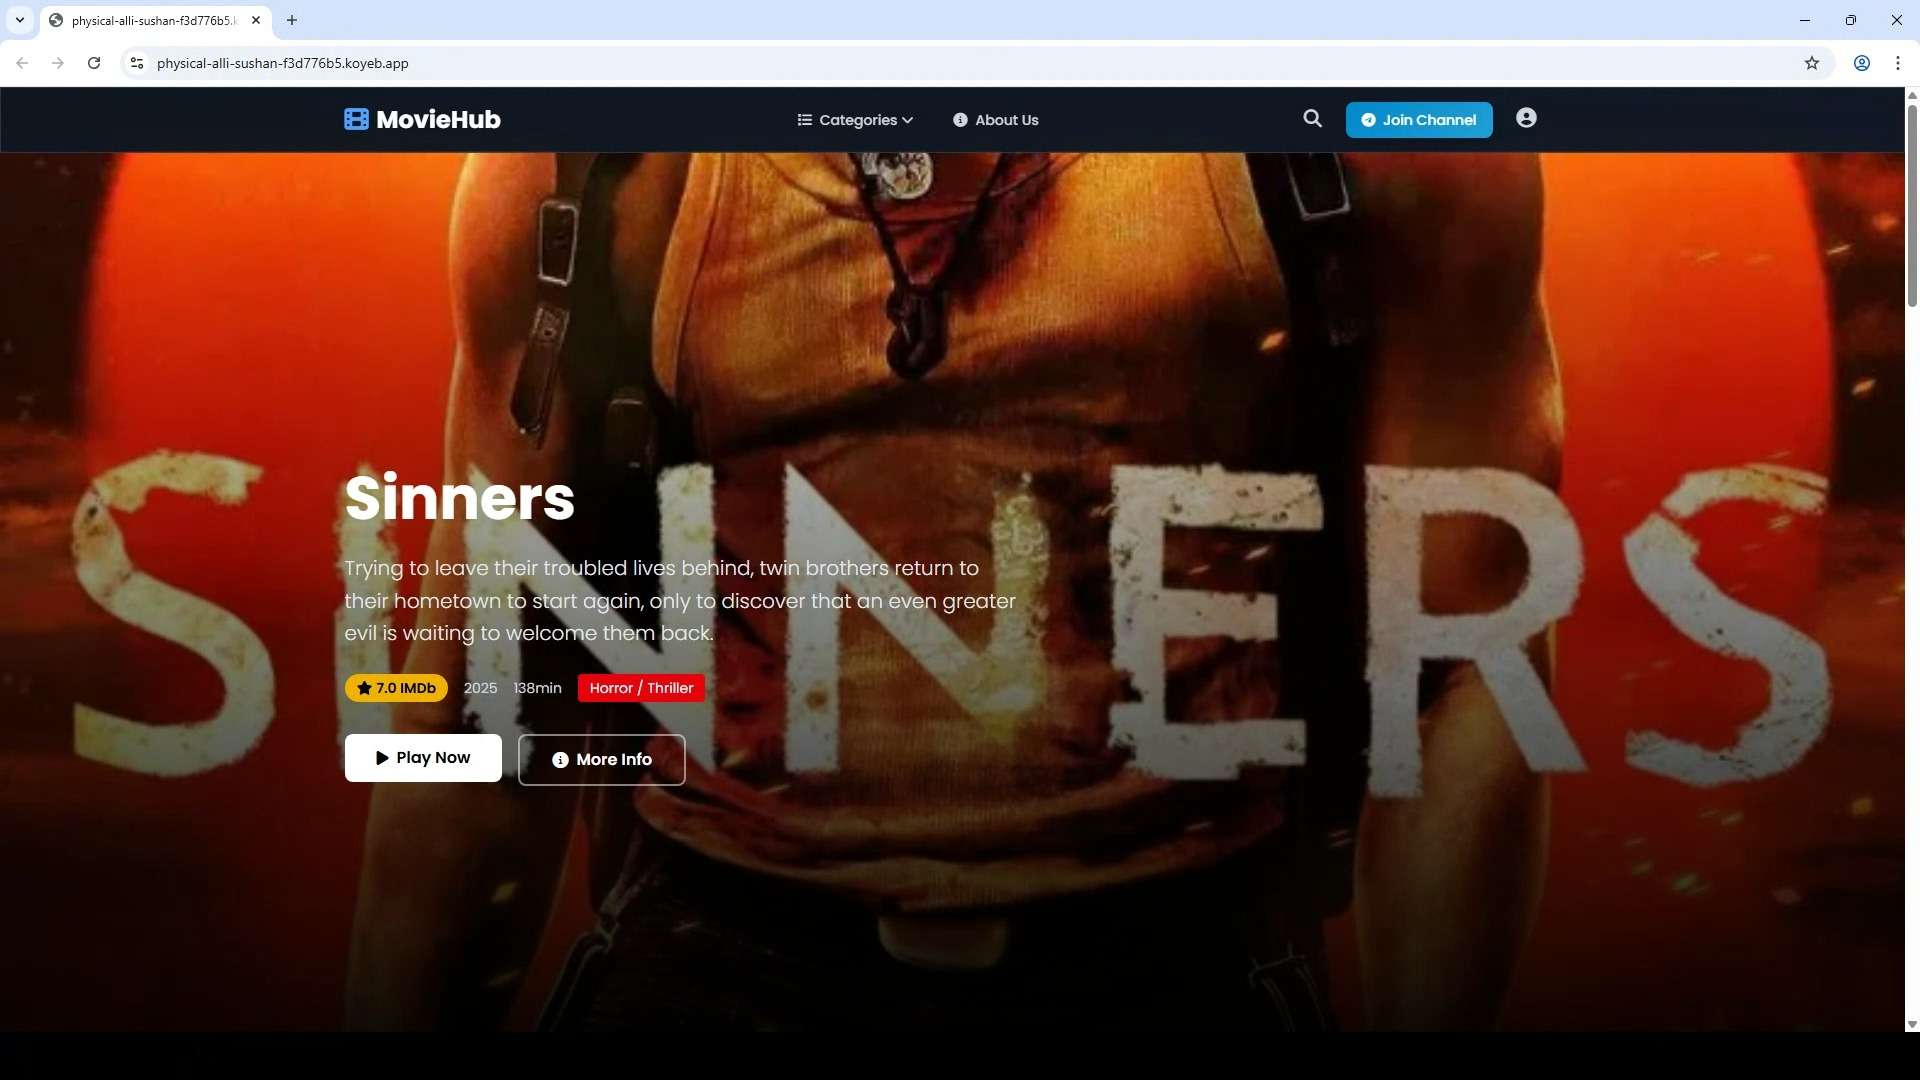 physical-alli-sushan-f3d776b5.k
physical-alli-sushan-f3d776b5.koyeb.app
MovieHub
Categories
About Us
Join Channel
SINNERS
Sinners
Trying to leave their troubled lives behind, twin brothers return to
their hometown to start again, only to discover that an even greater
evil is waiting to welcome them back.
7.0 IMDb
2025
138min
Horror / Thriller
Play Now
More Info